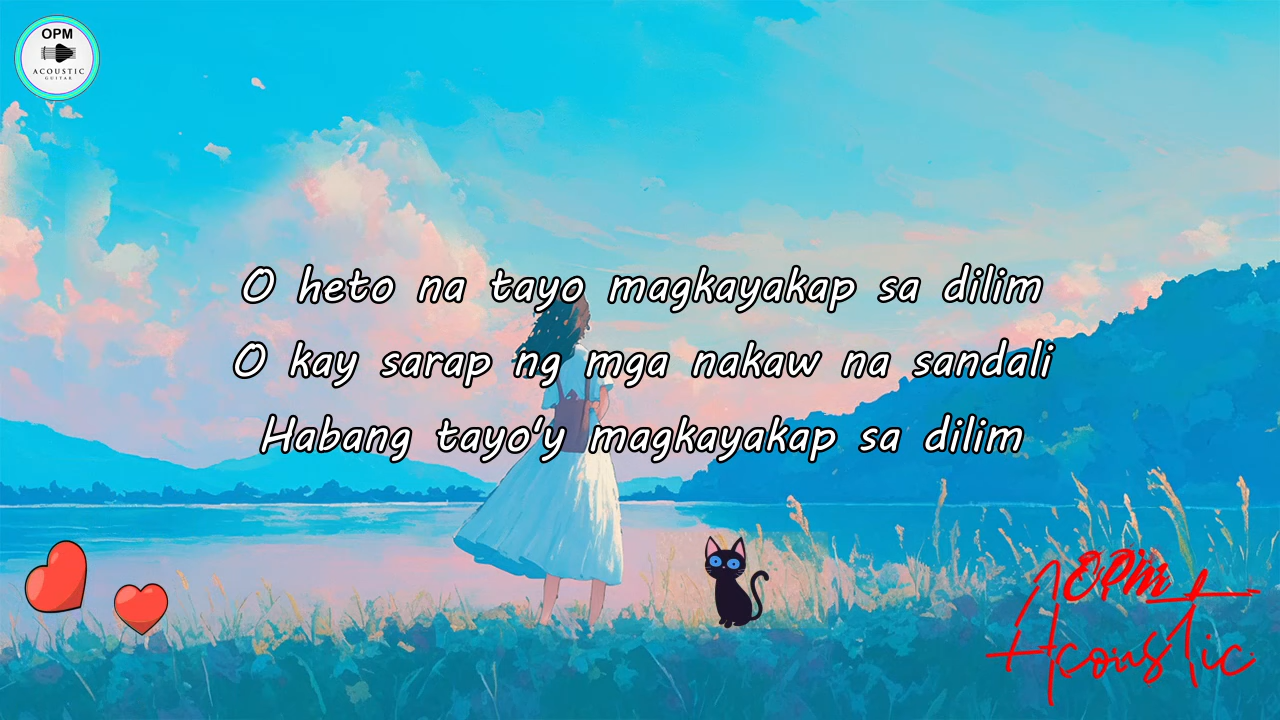 OPM
ACOUSTIC
GUITAR
O heto na tayo magkayakap sa dilim
O kay sarap ng mga nakaw na sandali
Habang tayo'y magkayakap sa dilim
OPM
Acoustic